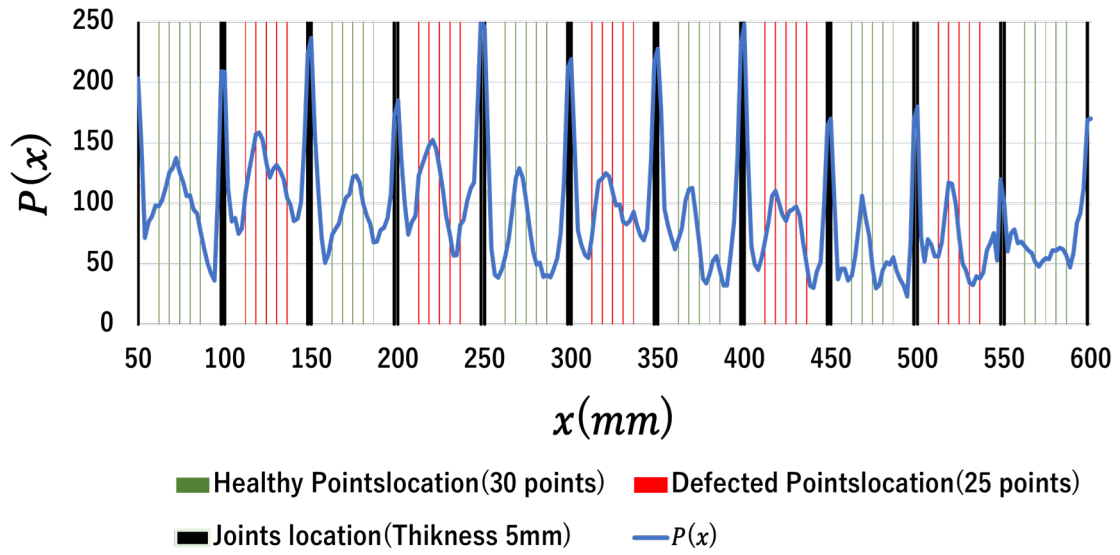 250
200
150
100
50
0
P(x)
50 100 150 200 250 300 350 400 450 500 550 600
x(mm)
Healthy Pointslocation(30 points) Defected Pointslocation(25 points)
Joints location(Thikness 5mm) P(x)